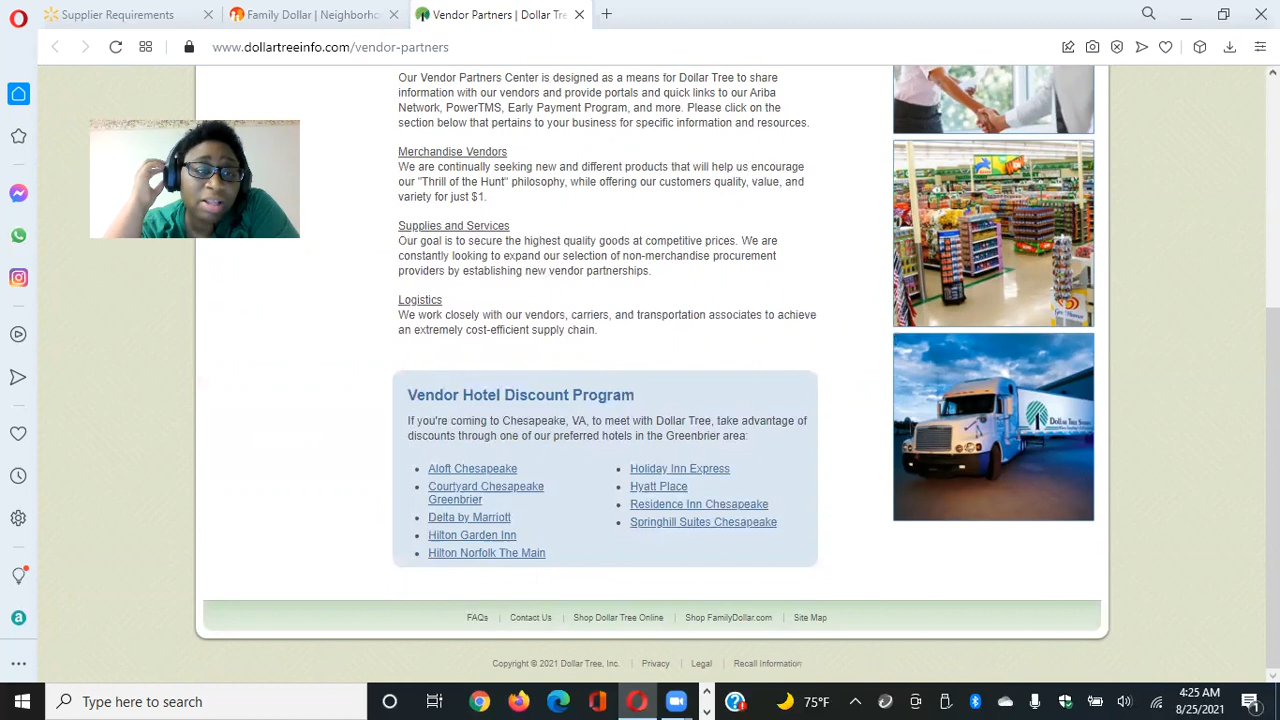 Supplier Requirements
Family Dollar | Neighborho
Vendor Partners | Dollar Tre
www.dollartreeinfo.com/vendor-partners
Our Vendor Partners Center is designed as a means for Dollar Tree to share
information with our vendors and provide portals and quick links to our Ariba
Network, PowerTMS, Early Payment Program, and more. Please click on the
section below that pertains to your business for specific information and resources.
Merchandise Vendors
We are continually seeking new and different products that will help us encourage
our "Thrill of the Hunt" philosophy, while offering our customers quality, value, and
variety for just $1.
Supplies and Services
Our goal is to secure the highest quality goods at competitive prices. We are
constantly looking to expand our selection of non-merchandise procurement
providers by establishing new vendor partnerships.
Logistics
We work closely with our vendors, carriers, and transportation associates to achieve
an extremely cost-efficient supply chain.
Vendor Hotel Discount Program
If you're coming to Chesapeake, VA, to meet with Dollar Tree, take advantage of
discounts through one of our preferred hotels in the Greenbrier area:
Aloft Chesapeake
Courtyard Chesapeake
Greenbrier
Delta by Marriott
Hilton Garden Inn
Hilton Norfolk The Main
Holiday Inn Express
Hyatt Place
Residence Inn Chesapeake
Springhill Suites Chesapeake
FAQs | Contact Us | Shop Dollar Tree Online | Shop FamilyDollar.com | Site Map
Copyright © 2021 Dollar Tree, Inc. | Privacy | Legal | Recall Information
Type here to search
75°F
4:25 AM
8/25/2021